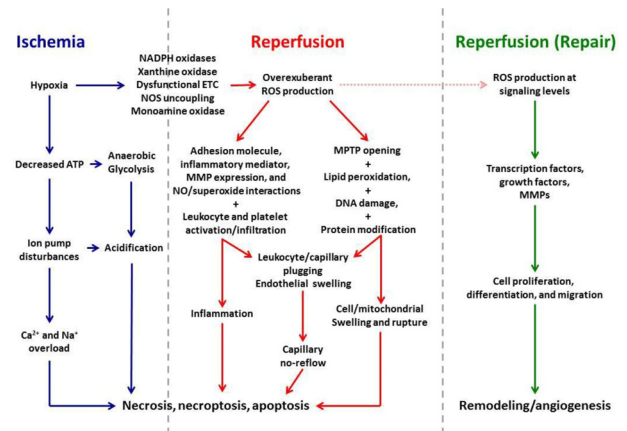 Ischemia
Reperfusion
Reperfusion (Repair)
NADPH oxidases
Xanthine oxidase
Dysfunctional ETC
NOS uncoupling
Monoamine oxidase
Hypoxia
Overexuberant
ROS production
ROS production at
signaling levels
Decreased ATP
Anaerobic
Glycolysis
Adhesion molecule,
inflammatory mediator,
MMP expression, and
NO/superoxide interactions
+
Leukocyte and platelet
activation/infiltration
MPTP opening
+
Lipid peroxidation,
+
DNA damage,
+
Protein modification
Transcription factors,
growth factors,
MMPs
Ion pump
disturbances
Acidification
Leukocyte/capillary
plugging
Endothelial swelling
Cell proliferation,
differentiation, and migration
Inflammation
Cell/mitochondrial
Swelling and rupture
Ca²⁺ and Na⁺
overload
Capillary
no-reflow
Necrosis, necroptosis, apoptosis
Remodeling/angiogenesis